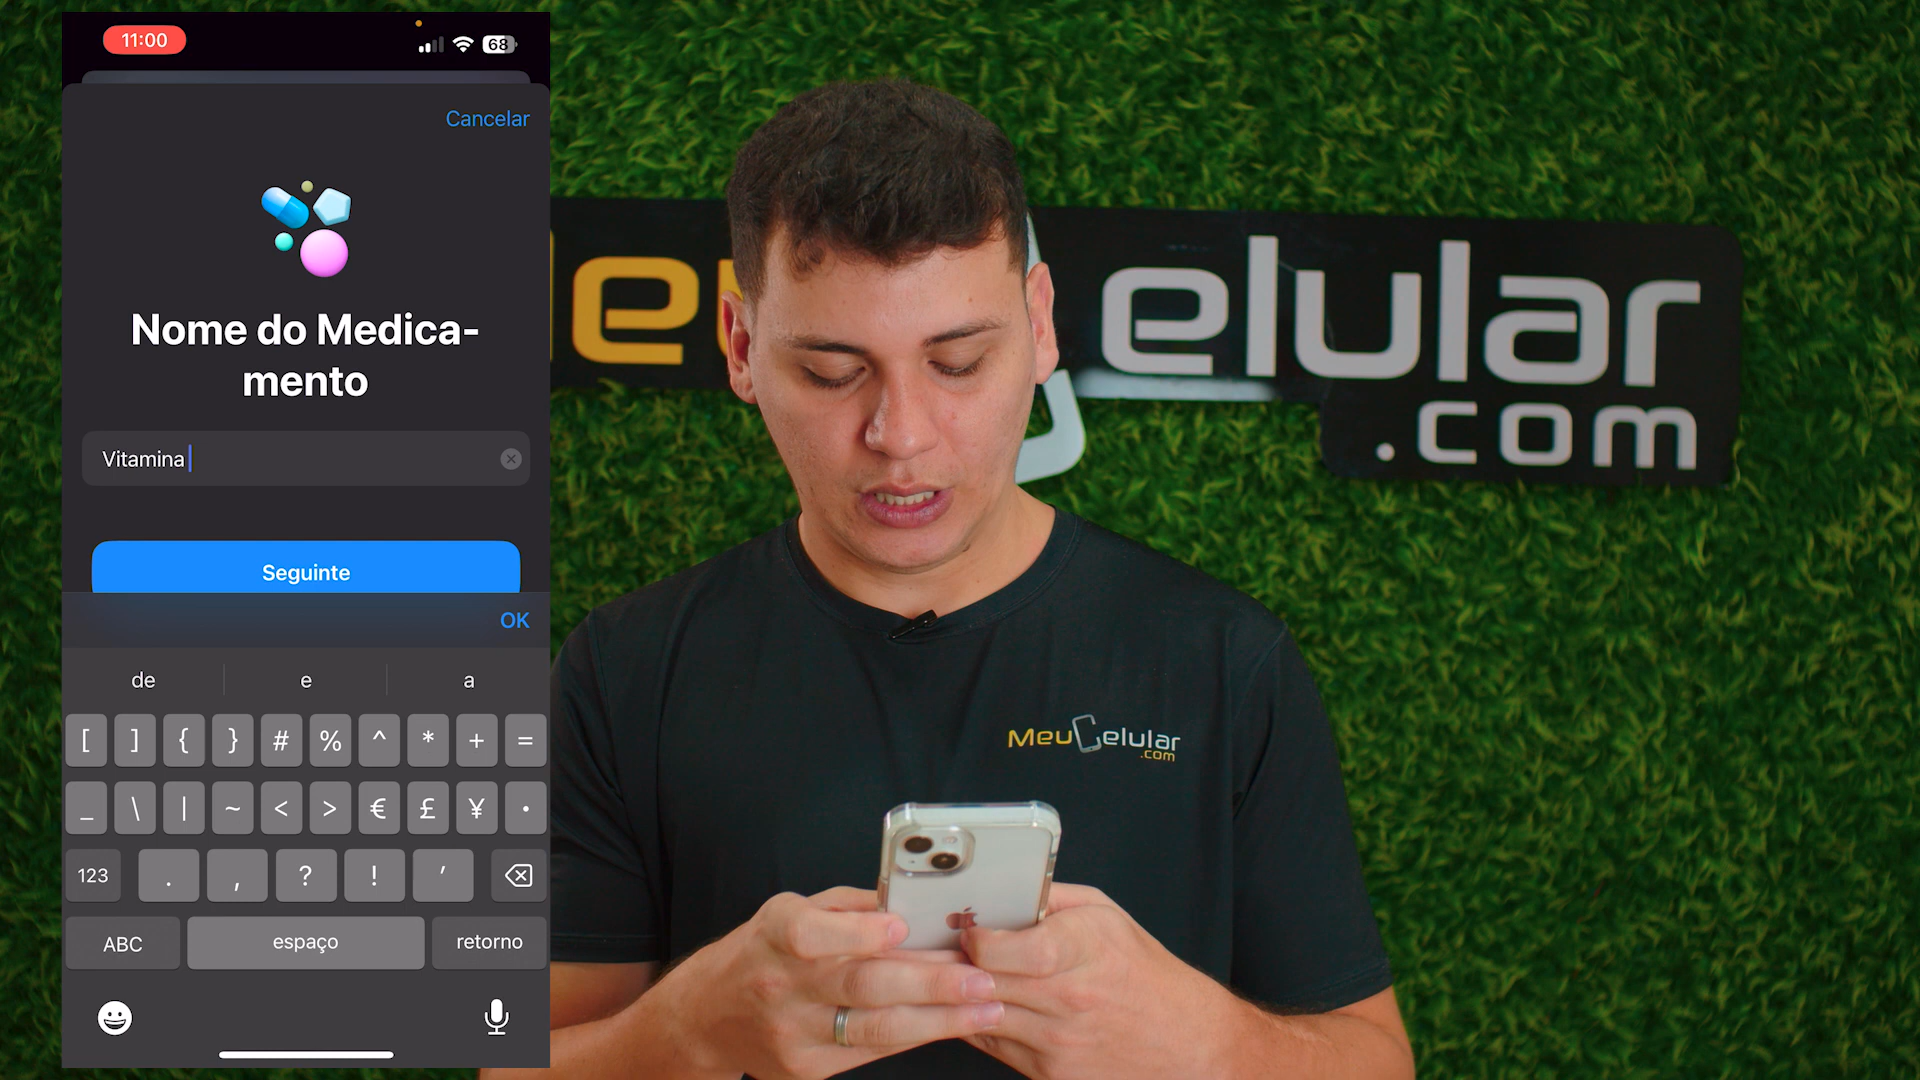 11:00
68
Cancelar
Nome do Medica-
mento
Vitamina
Seguinte
OK
de e a
[ ] { } # % ^ * + =
_ \ | ~ < > € £ ¥ •
123 . , ? ! ’
ABC espaço retorno
elular
.com
MeuCelular
.com